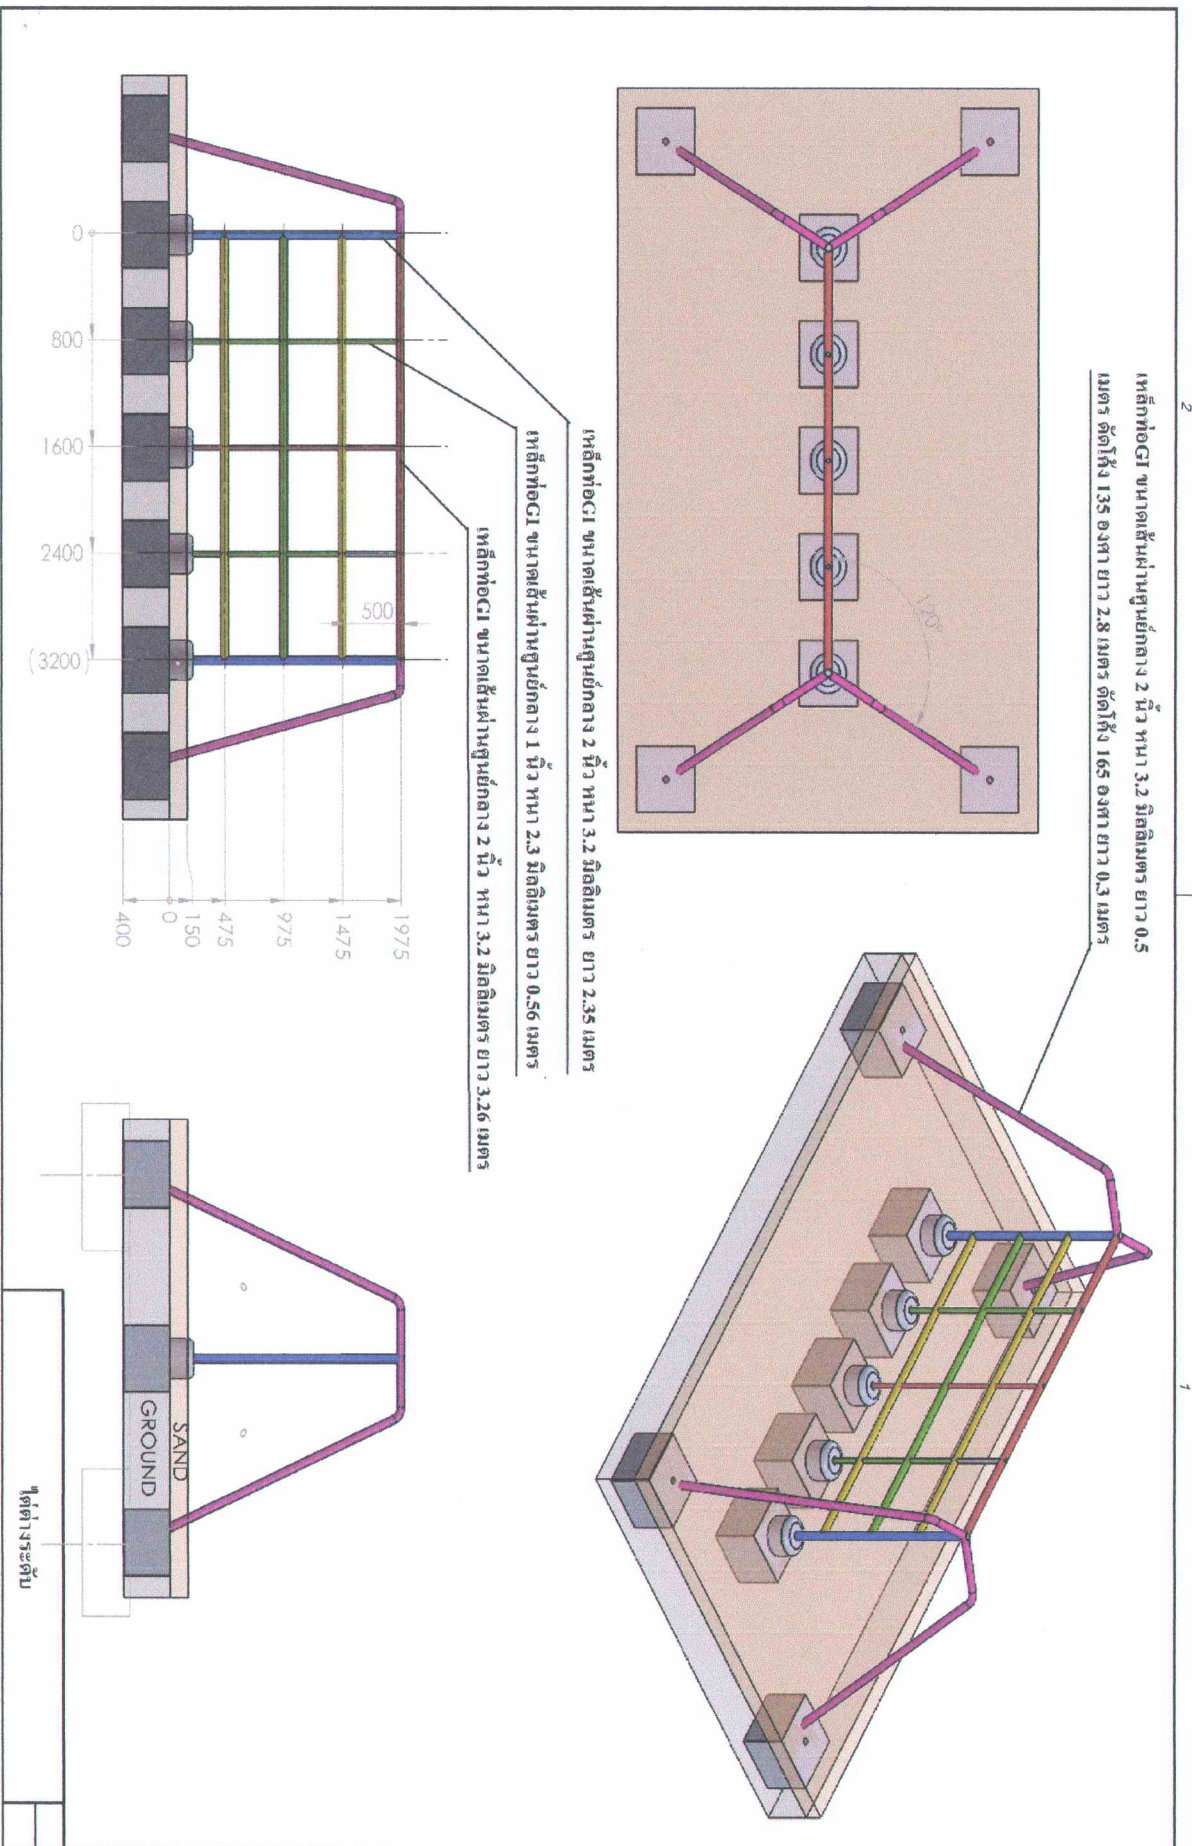 2
1
เหล็กท่อGI ขนาดเส้นผ่านศูนย์กลาง 2 นิ้ว หนา 3.2 มิลลิเมตร ยาว 0.5
เมตร ดัดโค้ง 135 องศา ยาว 2.8 เมตร ดัดโค้ง 165 องศา ยาว 0.3 เมตร
120°
เหล็กท่อGI ขนาดเส้นผ่านศูนย์กลาง 2 นิ้ว หนา 3.2 มิลลิเมตร ยาว 2.35 เมตร
เหล็กท่อGI ขนาดเส้นผ่านศูนย์กลาง 1 นิ้ว หนา 2.3 มิลลิเมตร ยาว 0.56 เมตร
เหล็กท่อGI ขนาดเส้นผ่านศูนย์กลาง 2 นิ้ว หนา 3.2 มิลลิเมตร ยาว 3.26 เมตร
500
1975
1475
975
475
150
0
400
0
800
1600
2400
(3200)
SAND
GROUND
ไต่ต่างระดับ